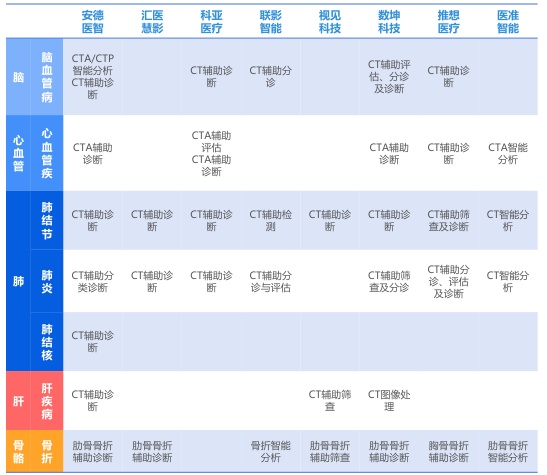 安德 汇医 科亚 联影 视见 数坤 推想 医准
医智 慧影 医疗 智能 科技 科技 医疗 智能
脑
脑
血
管
病
CTA/CTP
智能分析
CT辅助诊
断
CT辅助诊
断
CT辅助分
诊
CT辅助评
估、分诊
及诊断
CT辅助诊
断
心
血
管
心
血
管
疾
CTA辅助
诊断
CTA辅助
评估
CTA辅助
诊断
CTA辅助
诊断
CT辅助诊
断
CTA智能
分析
肺
肺
结
节
CT辅助诊
断
CT辅助诊
断
CT辅助诊
断
CT辅助检
测
CT辅助诊
断
CT辅助诊
断
CT辅助筛
查及诊断
CT智能分
析
肺
炎
CT辅助分
类诊断
CT辅助诊
断
CT辅助诊
断
CT辅助分
诊与评估
CT辅助筛
查及分诊
CT辅助分
诊、评估
及诊断
CT智能分
析
肺
结
核
CT辅助诊
断
肝
肝
疾
病
CT辅助诊
断
CT辅助筛
查
CT图像处
理
骨
骼
骨
折
肋骨骨折
辅助诊断
肋骨骨折
辅助诊断
骨折智能
分析
肋骨骨折
辅助筛查
肋骨骨折
辅助诊断
胸骨骨折
辅助诊断
肋骨骨折
智能分析